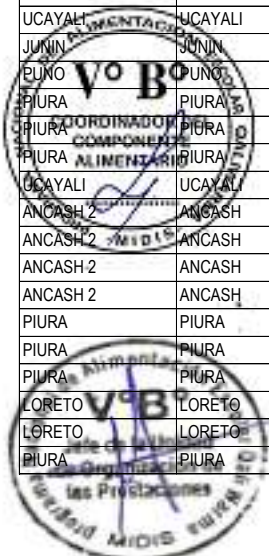 UCAYALI UCAYALI
JUNIN JUNIN
PUNO PUNO
PIURA PIURA
PIURA PIURA
PIURA PIURA
UCAYALI UCAYALI
ANCASH 2 ANCASH
ANCASH 2 ANCASH
ANCASH 2 ANCASH
ANCASH 2 ANCASH
PIURA PIURA
PIURA PIURA
PIURA PIURA
LORETO LORETO
LORETO LORETO
PIURA PIURA
V° B°
COORDINADOR DEL
COMPONENTE
ALIMENTARIO
MIDIS
V° B°
las Prestaciones
MIDIS